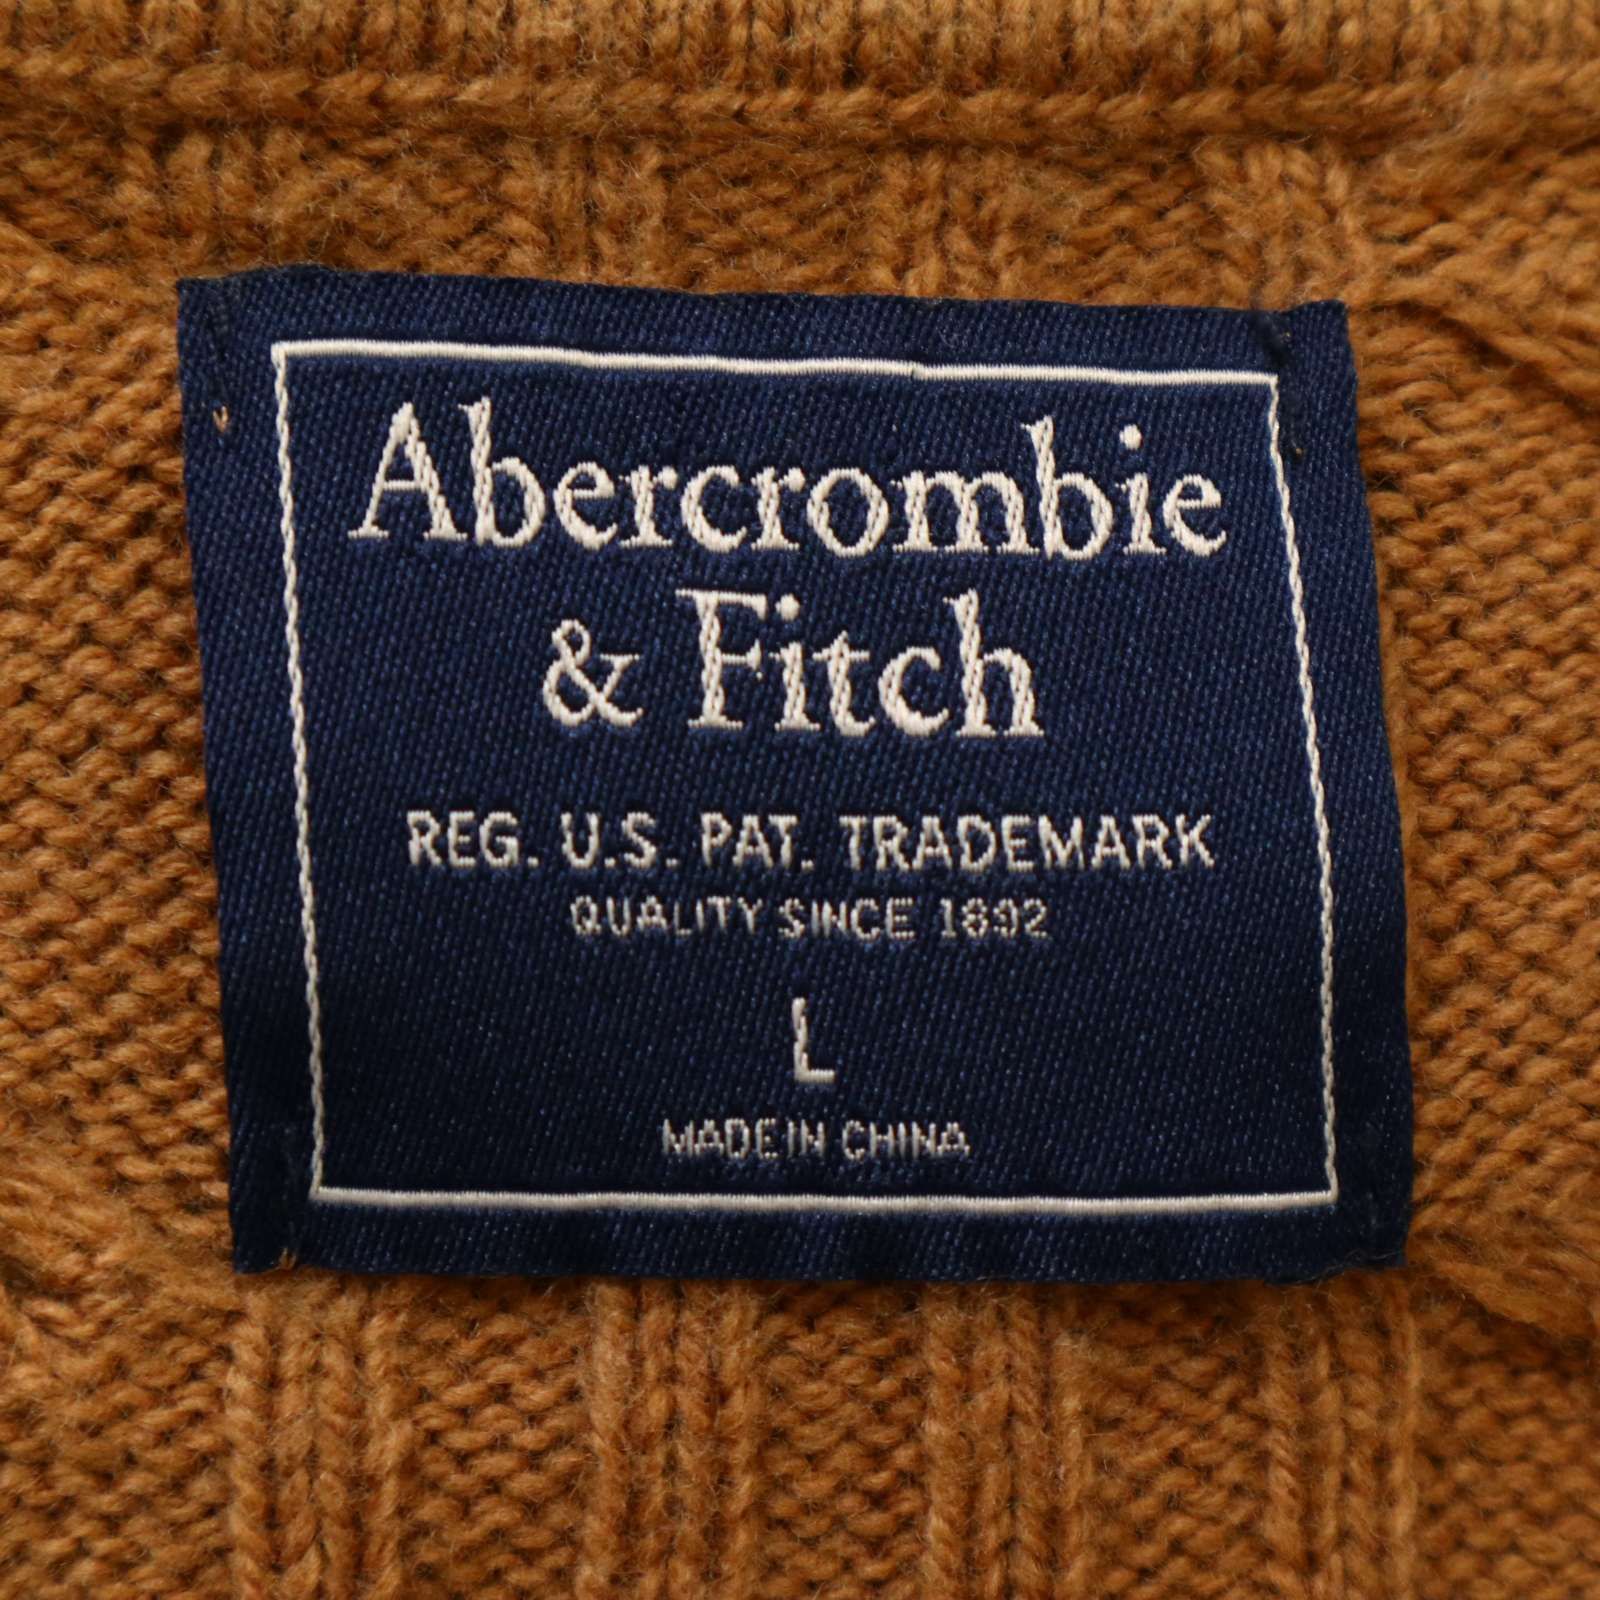 Abercrombie
& Fitch
REG. U.S. PAT. TRADEMARK
QUALITY SINCE 1892
L
MADE IN CHINA